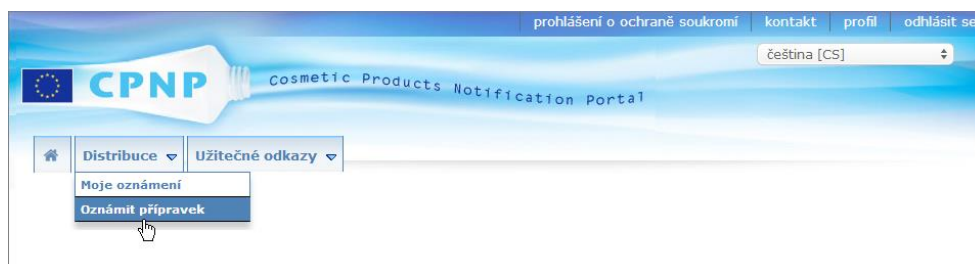 prohlášení o ochraně soukromí kontakt profil odhlásit se
čeština [CS]
CPNP Cosmetic Products Notification Portal
Distribuce Užitečné odkazy
Moje oznámení
Oznámit přípravek